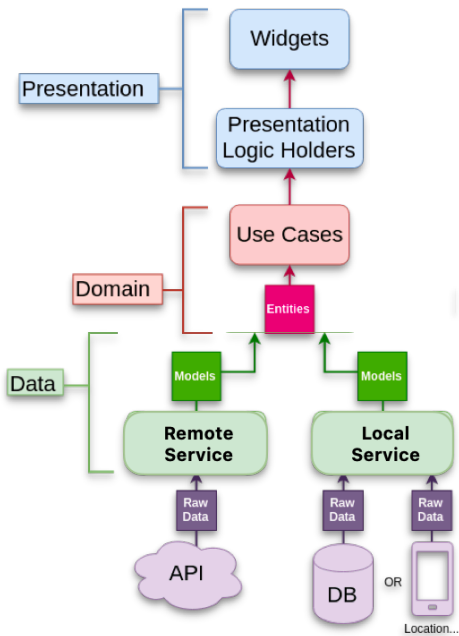 Widgets
Presentation
Presentation
Logic Holders
Use Cases
Domain
Entities
Models
Models
Data
Remote
Service
Local
Service
Raw
Data
Raw
Data
Raw
Data
API
DB
OR
Location...